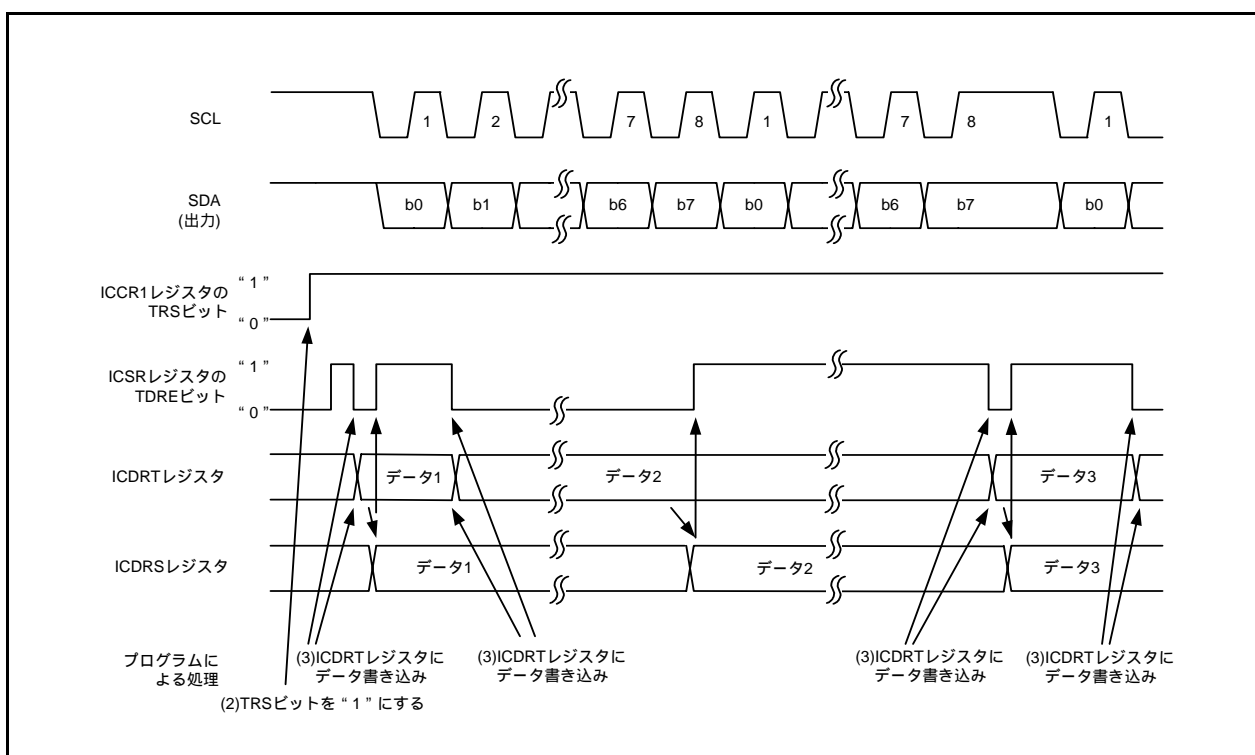 SCL
1 2 7 8 1 7 8 1
SDA
(出力)
b0 b1 b6 b7 b0 b6 b7 b0
ICCR1レジスタの
TRSビット
“ 1 ”
“ 0 ”
ICSRレジスタの
TDREビット
“ 1 ”
“ 0 ”
ICDRTレジスタ
データ1 データ2 データ3
ICDRSレジスタ
データ1 データ2 データ3
プログラムに
よる処理
(3)ICDRTレジスタに
データ書き込み
(3)ICDRTレジスタに
データ書き込み
(3)ICDRTレジスタに
データ書き込み
(3)ICDRTレジスタに
データ書き込み
(2)TRSビットを “ 1 ” にする